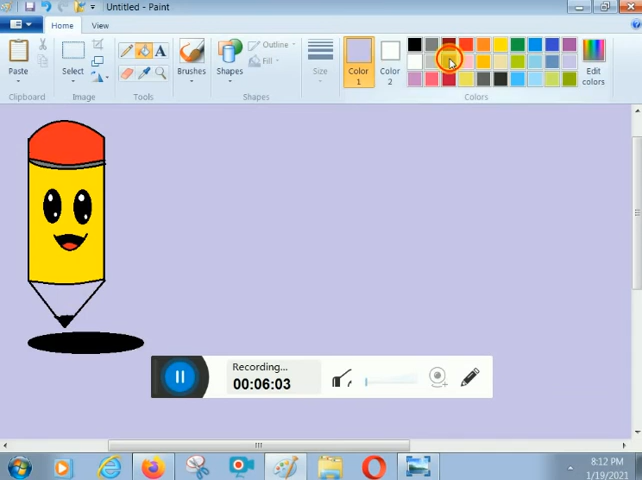 Untitled - Paint
Home View
Paste Select Image Tools Brushes Shapes Outline Fill Shapes Size Color 1 Color 2 Colors Edit colors
Recording...
00:06:03
8:12 PM
1/19/2021